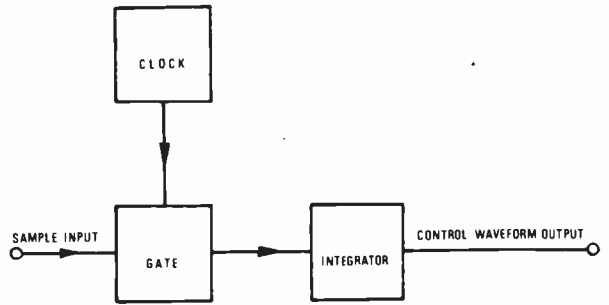 CLOCK
SAMPLE INPUT
GATE
INTEGRATOR
CONTROL WAVEFORM OUTPUT